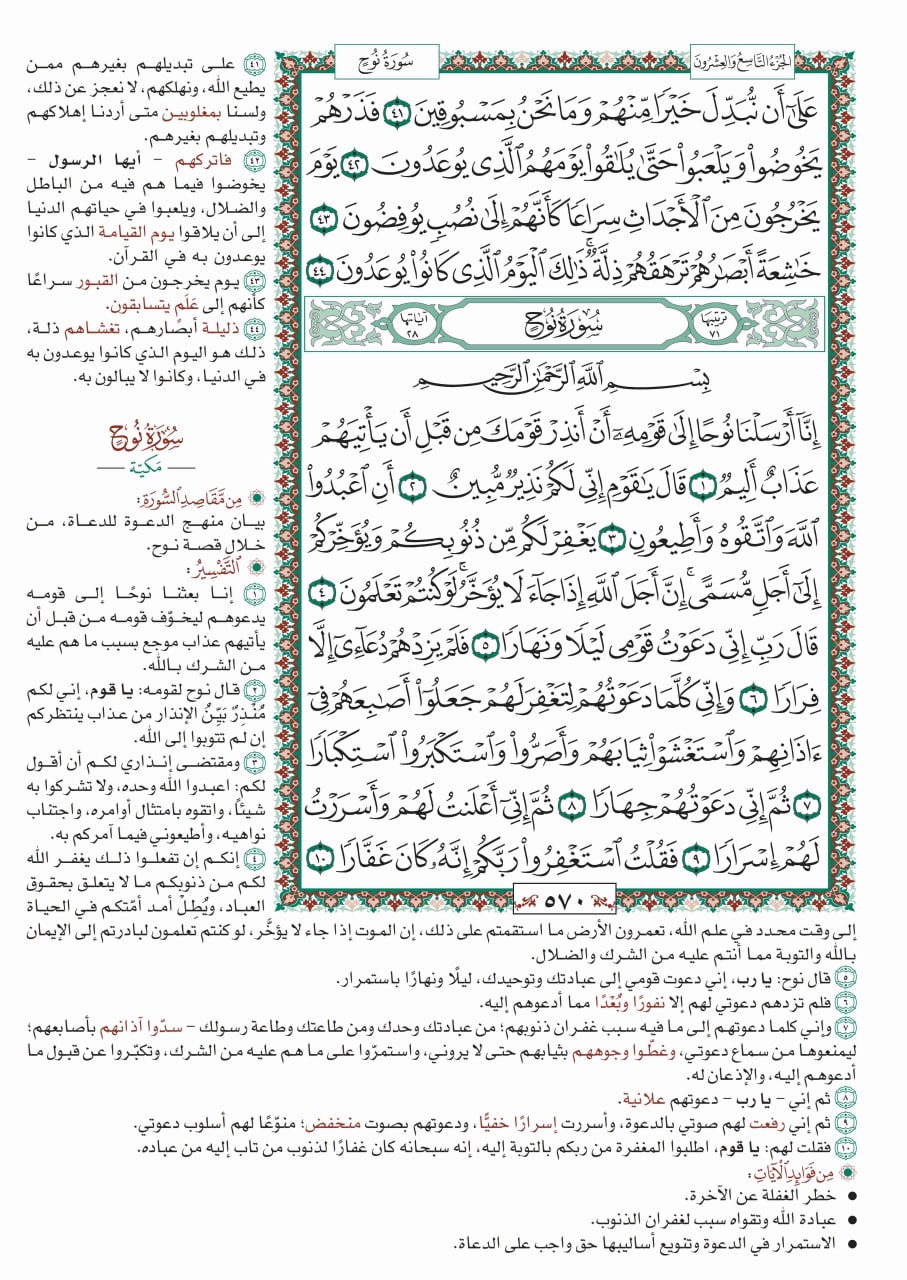 الجُزْءُ التَّاسِعُ وَالعِشْرُونَ
سُورَةُ نُوحٍ
عَلَىٰٓ أَن نُّبَدِّلَ خَيْرًا مِّنْهُمْ وَمَا نَحْنُ بِمَسْبُوقِينَ ٤١ فَذَرْهُمْ
يَخُوضُوا۟ وَيَلْعَبُوا۟ حَتَّىٰ يُلَٰقُوا۟ يَوْمَهُمُ ٱلَّذِى يُوعَدُونَ ٤٢ يَوْمَ
يَخْرُجُونَ مِنَ ٱلْأَجْدَاثِ سِرَاعًا كَأَنَّهُمْ إِلَىٰ نُصُبٍ يُوفِضُونَ ٤٣
خَٰشِعَةً أَبْصَٰرُهُمْ تَرْهَقُهُمْ ذِلَّةٌ ۚ ذَٰلِكَ ٱلْيَوْمُ ٱلَّذِى كَانُوا۟ يُوعَدُونَ ٤٤
ترتيبها ٧١
سُورَةُ نُوحٍ
آياتها ٢٨
بِسْمِ ٱللَّهِ ٱلرَّحْمَٰنِ ٱلرَّحِيمِ
إِنَّآ أَرْسَلْنَا نُوحًا إِلَىٰ قَوْمِهِۦٓ أَنْ أَنذِرْ قَوْمَكَ مِن قَبْلِ أَن يَأْتِيَهُمْ
عَذَابٌ أَلِيمٌ ١ قَالَ يَٰقَوْمِ إِنِّى لَكُمْ نَذِيرٌ مُّبِينٌ ٢ أَنِ ٱعْبُدُوا۟
ٱللَّهَ وَٱتَّقُوهُ وَأَطِيعُونِ ٣ يَغْفِرْ لَكُم مِّن ذُنُوبِكُمْ وَيُؤَخِّرْكُمْ
إِلَىٰٓ أَجَلٍ مُّسَمًّى ۚ إِنَّ أَجَلَ ٱللَّهِ إِذَا جَآءَ لَا يُؤَخَّرُ ۖ لَوْ كُنتُمْ تَعْلَمُونَ ٤
قَالَ رَبِّ إِنِّى دَعَوْتُ قَوْمِى لَيْلًا وَنَهَارًا ٥ فَلَمْ يَزِدْهُمْ دُعَآءِىٓ إِلَّا
فِرَارًا ٦ وَإِنِّى كُلَّمَا دَعَوْتُهُمْ لِتَغْفِرَ لَهُمْ جَعَلُوٓا۟ أَصَٰبِعَهُمْ فِىٓ
ءَاذَانِهِمْ وَٱسْتَغْشَوْا۟ ثِيَابَهُمْ وَأَصَرُّوا۟ وَٱسْتَكْبَرُوا۟ ٱسْتِكْبَارًا
٧ ثُمَّ إِنِّى دَعَوْتُهُمْ جِهَارًا ٨ ثُمَّ إِنِّىٓ أَعْلَنتُ لَهُمْ وَأَسْرَرْتُ
لَهُمْ إِسْرَارًا ٩ فَقُلْتُ ٱسْتَغْفِرُوا۟ رَبَّكُمْ إِنَّهُۥ كَانَ غَفَّارًا ١٠
٥٧٠
٤١ على تبديلهم بغيرهم ممن
يطيع الله، ونهلكهم، لا نعجز عن ذلك،
ولسنا بمغلوبين متى أردنا إهلاكهم
وتبديلهم بغيرهم.
٤٢ فاتركهم - أيها الرسول -
يخوضوا فيما هم فيه من الباطل
والضلال، ويلعبوا في حياتهم الدنيا
إلى أن يلاقوا يوم القيامة الذي كانوا
يوعدون به في القرآن.
٤٣ يوم يخرجون من القبور سراعًا
كأنهم إلى عَلَم يتسابقون.
٤٤ ذليلة أبصارهم، تغشاهم ذلة،
ذلك هو اليوم الذي كانوا يوعدون به
في الدنيا، وكانوا لا يبالون به.
سُورَةُ نُوحٍ
مَكيّة
مِن مَّقَاصِدِ السُّورَةِ:
بيان منهج الدعوة للدعاة، من
خلال قصة نوح.
التَّفْسِيرُ:
١ إنا بعثنا نوحًا إلى قومه
يدعوهم ليخوّف قومه من قبل أن
يأتيهم عذاب موجع بسبب ما هم عليه
من الشرك بالله.
٢ قال نوح لقومه: يا قوم، إني لكم
مُنْذِرٌ بَيِّنُ الإنذار من عذاب ينتظركم
إن لم تتوبوا إلى الله.
٣ ومقتضى إنذاري لكم أن أقول
لكم: اعبدوا الله وحده، ولا تشركوا به
شيئًا، واتقوه بامتثال أوامره، واجتناب
نواهيه، وأطيعوني فيما آمركم به.
٤ إنكم إن تفعلوا ذلك يغفر الله
لكم من ذنوبكم ما لا يتعلق بحقوق
العباد، ويُطِلْ أمد أمّتكم في الحياة
إلى وقت محدد في علم الله، تعمرون الأرض ما استقمتم على ذلك، إن الموت إذا جاء لا يؤخَّر، لو كنتم تعلمون لبادرتم إلى الإيمان
بالله والتوبة مما أنتم عليه من الشرك والضلال.
٥ قال نوح: يا رب، إني دعوت قومي إلى عبادتك وتوحيدك، ليلًا ونهارًا باستمرار.
٦ فلم تزدهم دعوتي لهم إلا نفورًا وبُعْدًا مما أدعوهم إليه.
٧ وإني كلما دعوتهم إلى ما فيه سبب غفران ذنوبهم؛ من عبادتك وحدك ومن طاعتك وطاعة رسولك - سدّوا آذانهم بأصابعهم؛
ليمنعوها من سماع دعوتي، وغطّوا وجوههم بثيابهم حتى لا يروني، واستمرّوا على ما هم عليه من الشرك، وتكبّروا عن قبول ما
أدعوهم إليه، والإذعان له.
٨ ثم إني - يا رب - دعوتهم علانية.
٩ ثم إني رفعت لهم صوتي بالدعوة، وأسررت إسرارًا خفيًّا، ودعوتهم بصوت منخفض؛ منوّعًا لهم أسلوب دعوتي.
١٠ فقلت لهم: يا قوم، اطلبوا المغفرة من ربكم بالتوبة إليه، إنه سبحانه كان غفارًا لذنوب من تاب إليه من عباده.
مِن فَوَائِدِ الْآيَاتِ:
• خطر الغفلة عن الآخرة.
• عبادة الله وتقواه سبب لغفران الذنوب.
• الاستمرار في الدعوة وتنويع أساليبها حق واجب على الدعاة.